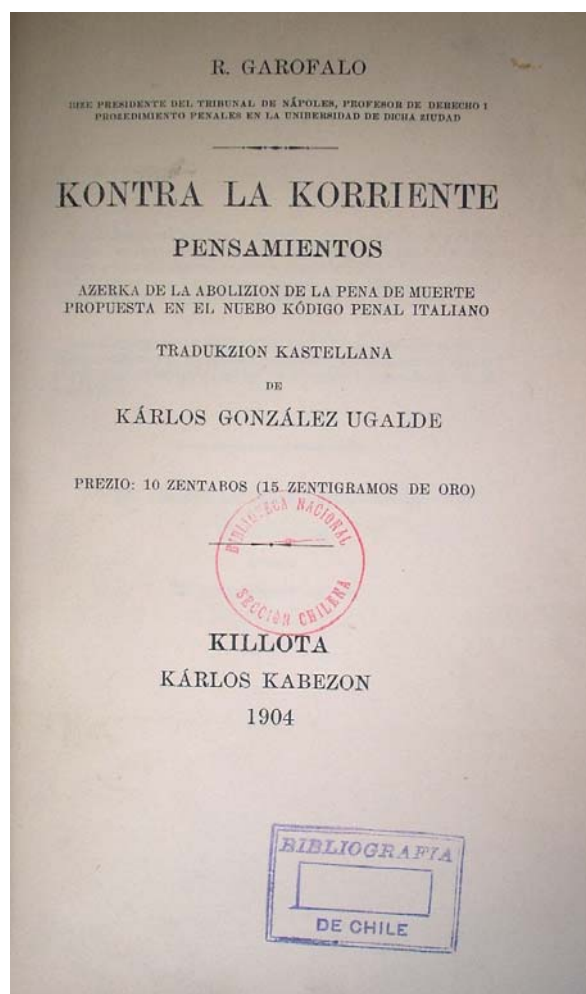 R. GAROFALO
BIZE PRESIDENTE DEL TRIBUNAL DE NÁPOLES, PROFESOR DE DERECHO I
PROZEDIMIENTO PENALES EN LA UNIBERSIDAD DE DICHA ZIUDAD
KONTRA LA KORRIENTE
PENSAMIENTOS
AZERKA DE LA ABOLIZION DE LA PENA DE MUERTE
PROPUESTA EN EL NUEBO KÓDIGO PENAL ITALIANO
TRADUKZION KASTELLANA
DE
KÁRLOS GONZÁLEZ UGALDE
PREZIO: 10 ZENTABOS (15 ZENTIGRAMOS DE ORO)
BIBLIOTECA NACIONAL
SECCIÓN CHILENA
KILLOTA
KÁRLOS KABEZON
1904
BIBLIOGRAFIA
DE CHILE